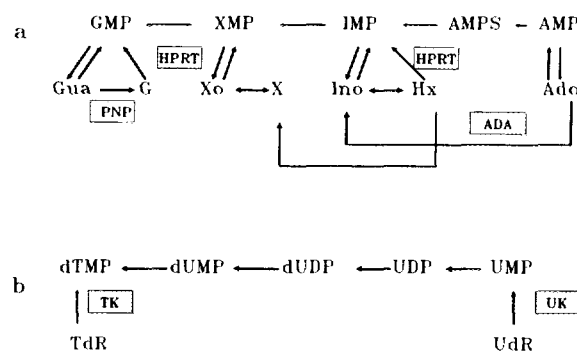 a
GMP XMP IMP AMPS AMP
HPRT HPRT
Gua G Xo X Ino Hx Ado
PNP ADA
b
dTMP dUMP dUDP UDP UMP
TK UK
TdR UdR